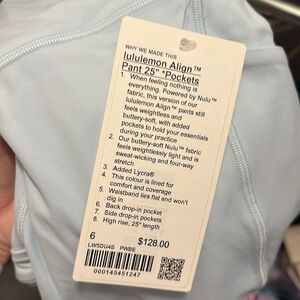 WHY WE MADE THIS
lululemon Align™
Pant 25" *Pockets
1. When feeling nothing is
everything. Powered by Nulu™
fabric, this version of our
lululemon Align™ pants still
feels weightless and
buttery-soft, with added
pockets to hold your essentials
during your practice
2. Our buttery-soft Nulu™ fabric
feels weightlessly light and is
sweat-wicking and four-way
stretch
3. Added Lycra®
4. This colour is lined for
comfort and coverage
5. Waistband lies flat and won't
dig in
6. Back drop-in pocket
7. Side drop-in pockets
8. High rise, 25" length
6 $128.00
LW5DU4S PWBE
000145451247